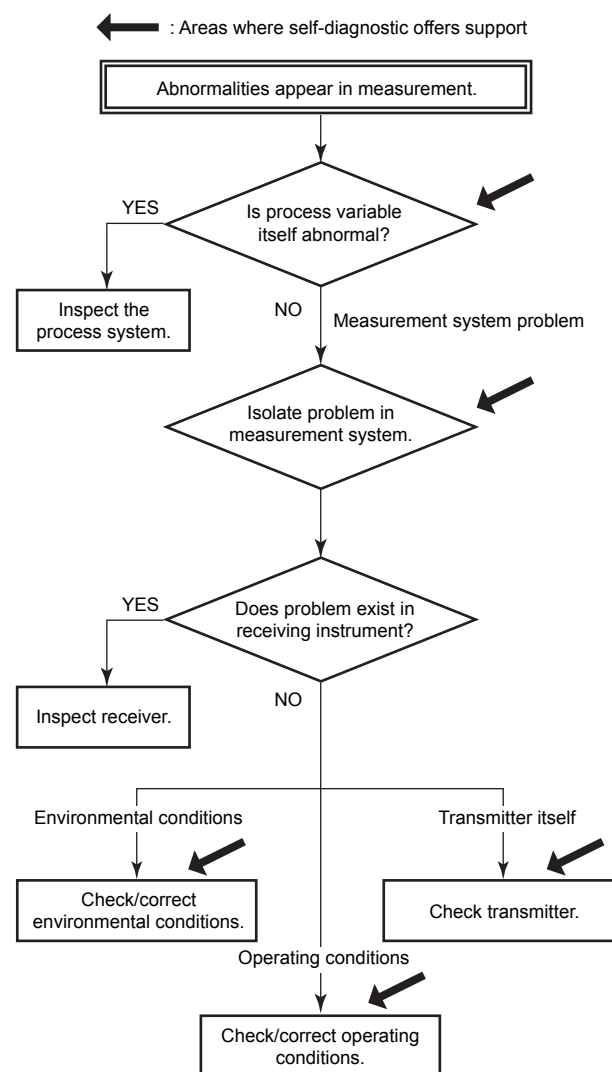 : Areas where self-diagnostic offers support
Abnormalities appear in measurement.
YES
Is process variable
itself abnormal?
Inspect the
process system.
NO
Measurement system problem
Isolate problem in
measurement system.
YES
Does problem exist in
receiving instrument?
Inspect receiver.
NO
Environmental conditions
Transmitter itself
Check/correct
environmental conditions.
Check transmitter.
Operating conditions
Check/correct operating
conditions.